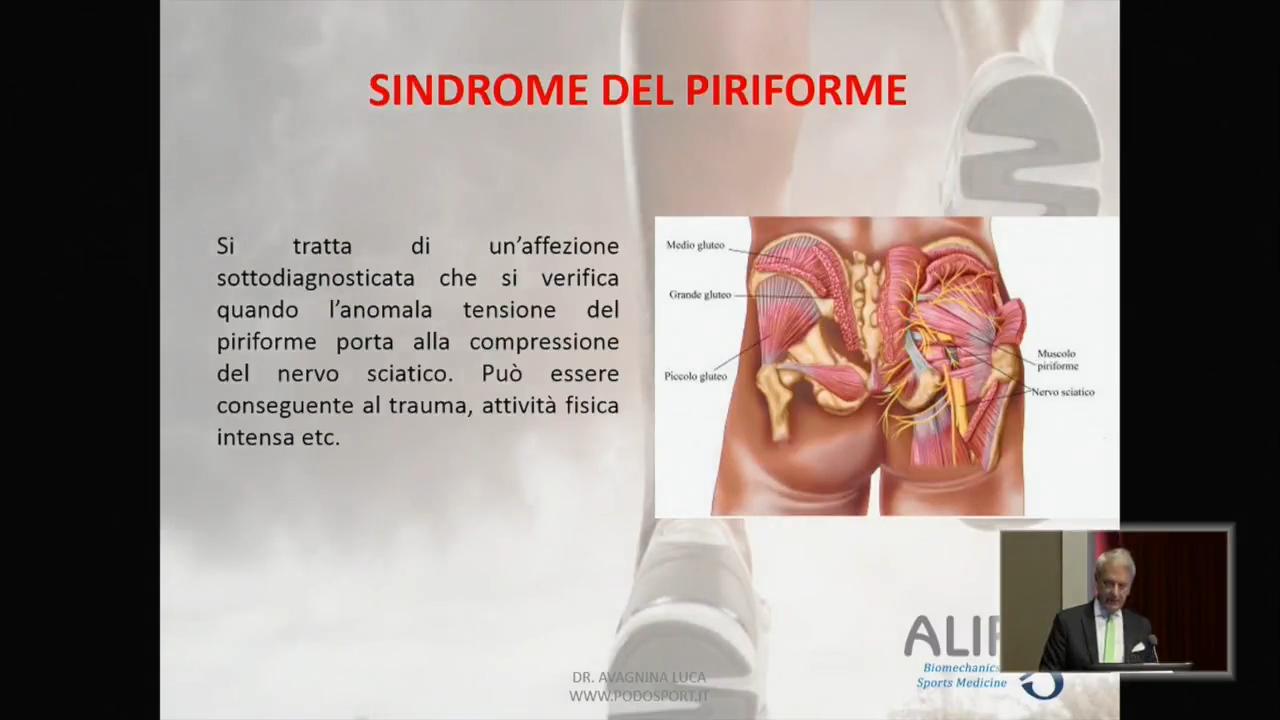 SINDROME DEL PIRIFORME
Si tratta di un'affezione
sottodiagnosticata che si verifica
quando l'anomala tensione del
piriforme porta alla compressione
del nervo sciatico. Può essere
conseguente al trauma, attività fisica
intensa etc.
Medio gluteo
Grande gluteo
Piccolo gluteo
Muscolo
piriforme
Nervo sciatico
Biomechanics
Sports Medicine
DR. AVAGNINA LUCA
WWW.PODOSPORT.IT